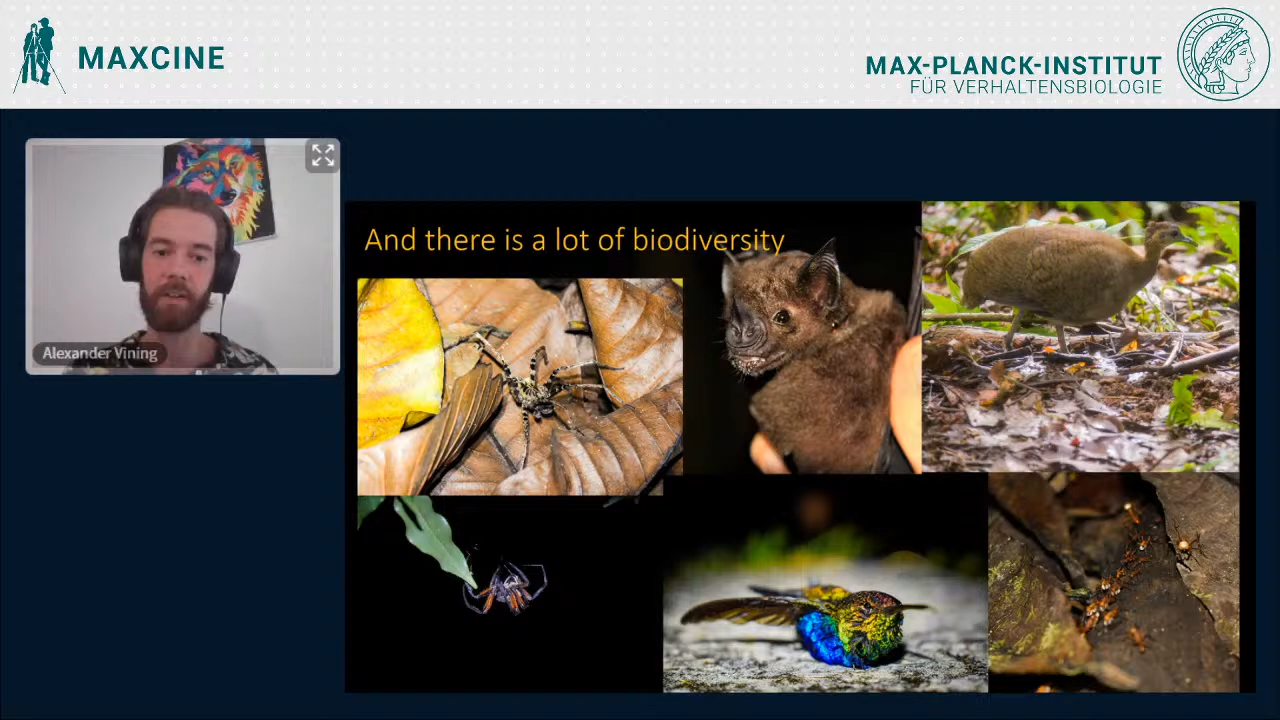 MAXCINE
MAX-PLANCK-INSTITUT
FÜR VERHALTENSBIOLOGIE
Alexander Vining
And there is a lot of biodiversity